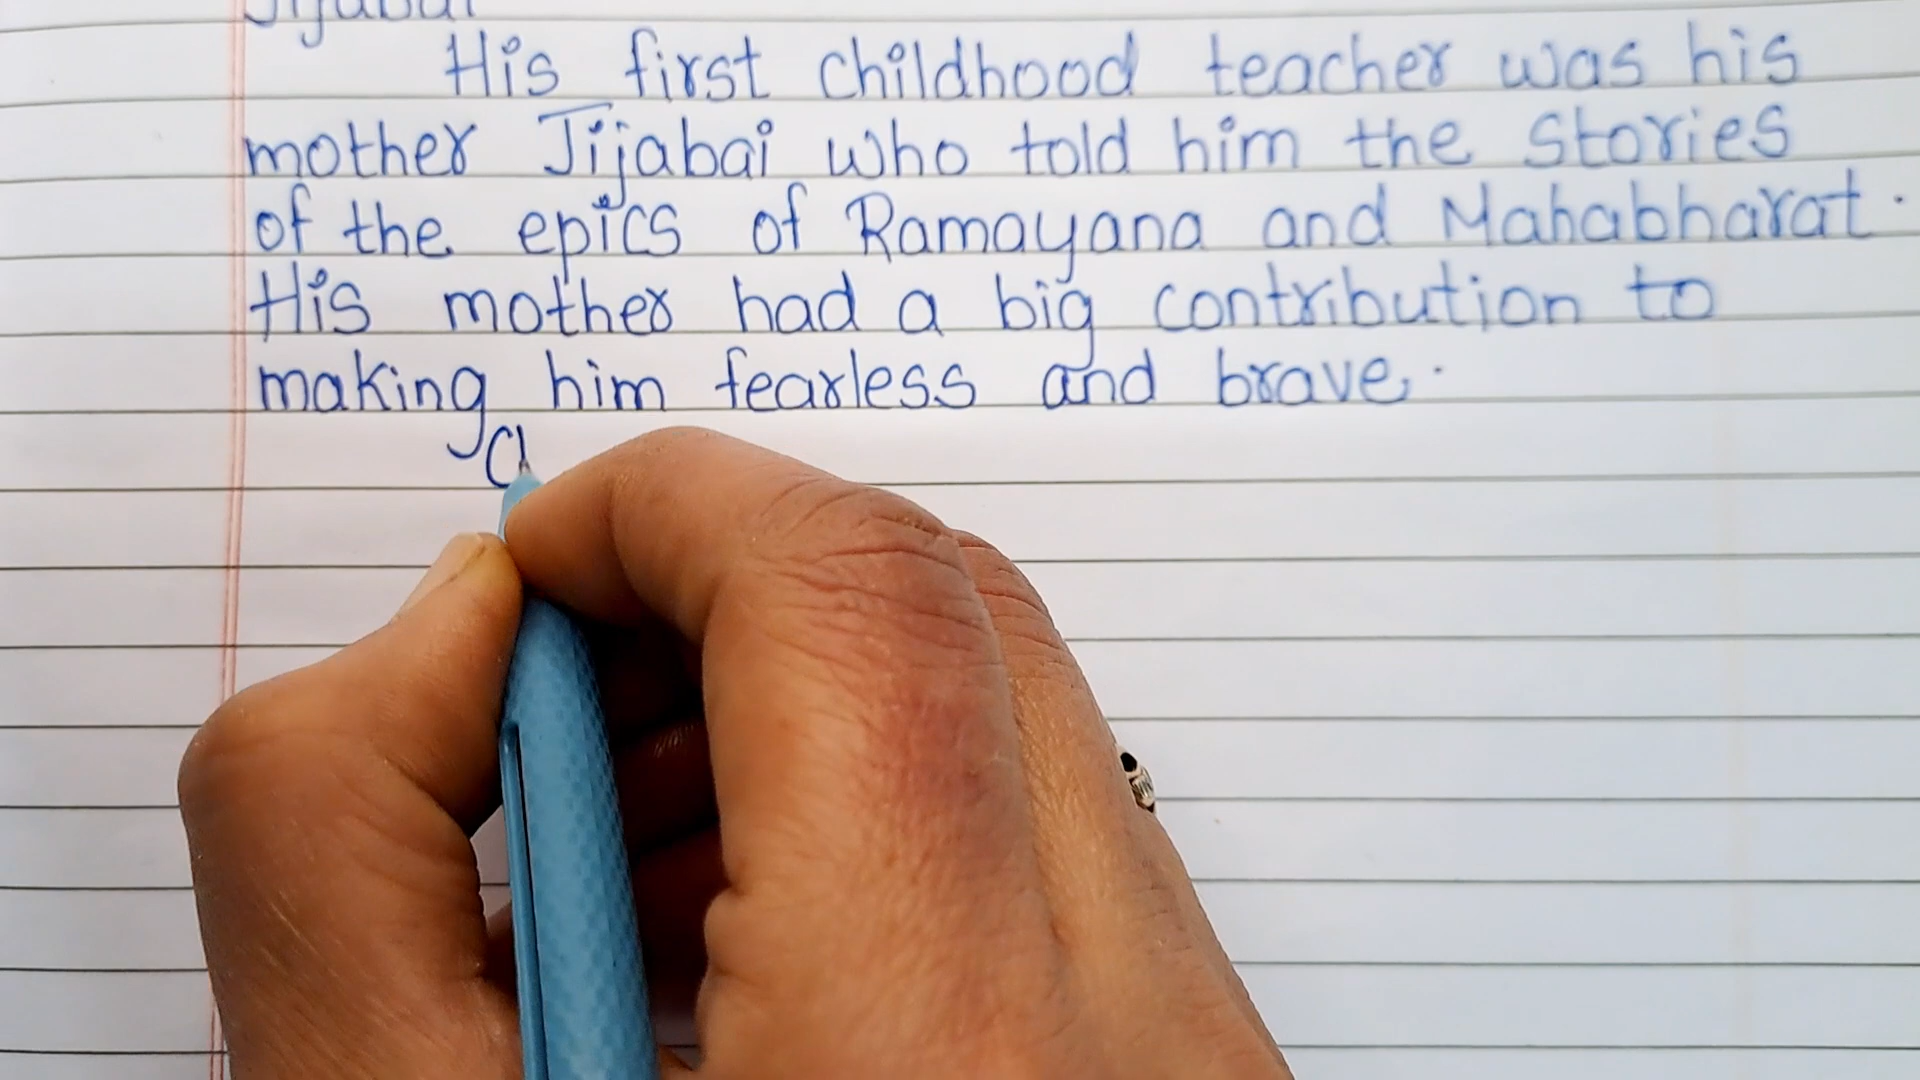 Jijabai
His first childhood teacher was his
mother Jijabai who told him the stories
of the epics of Ramayana and Mahabharat.
His mother had a big contribution to
making him fearless and brave.